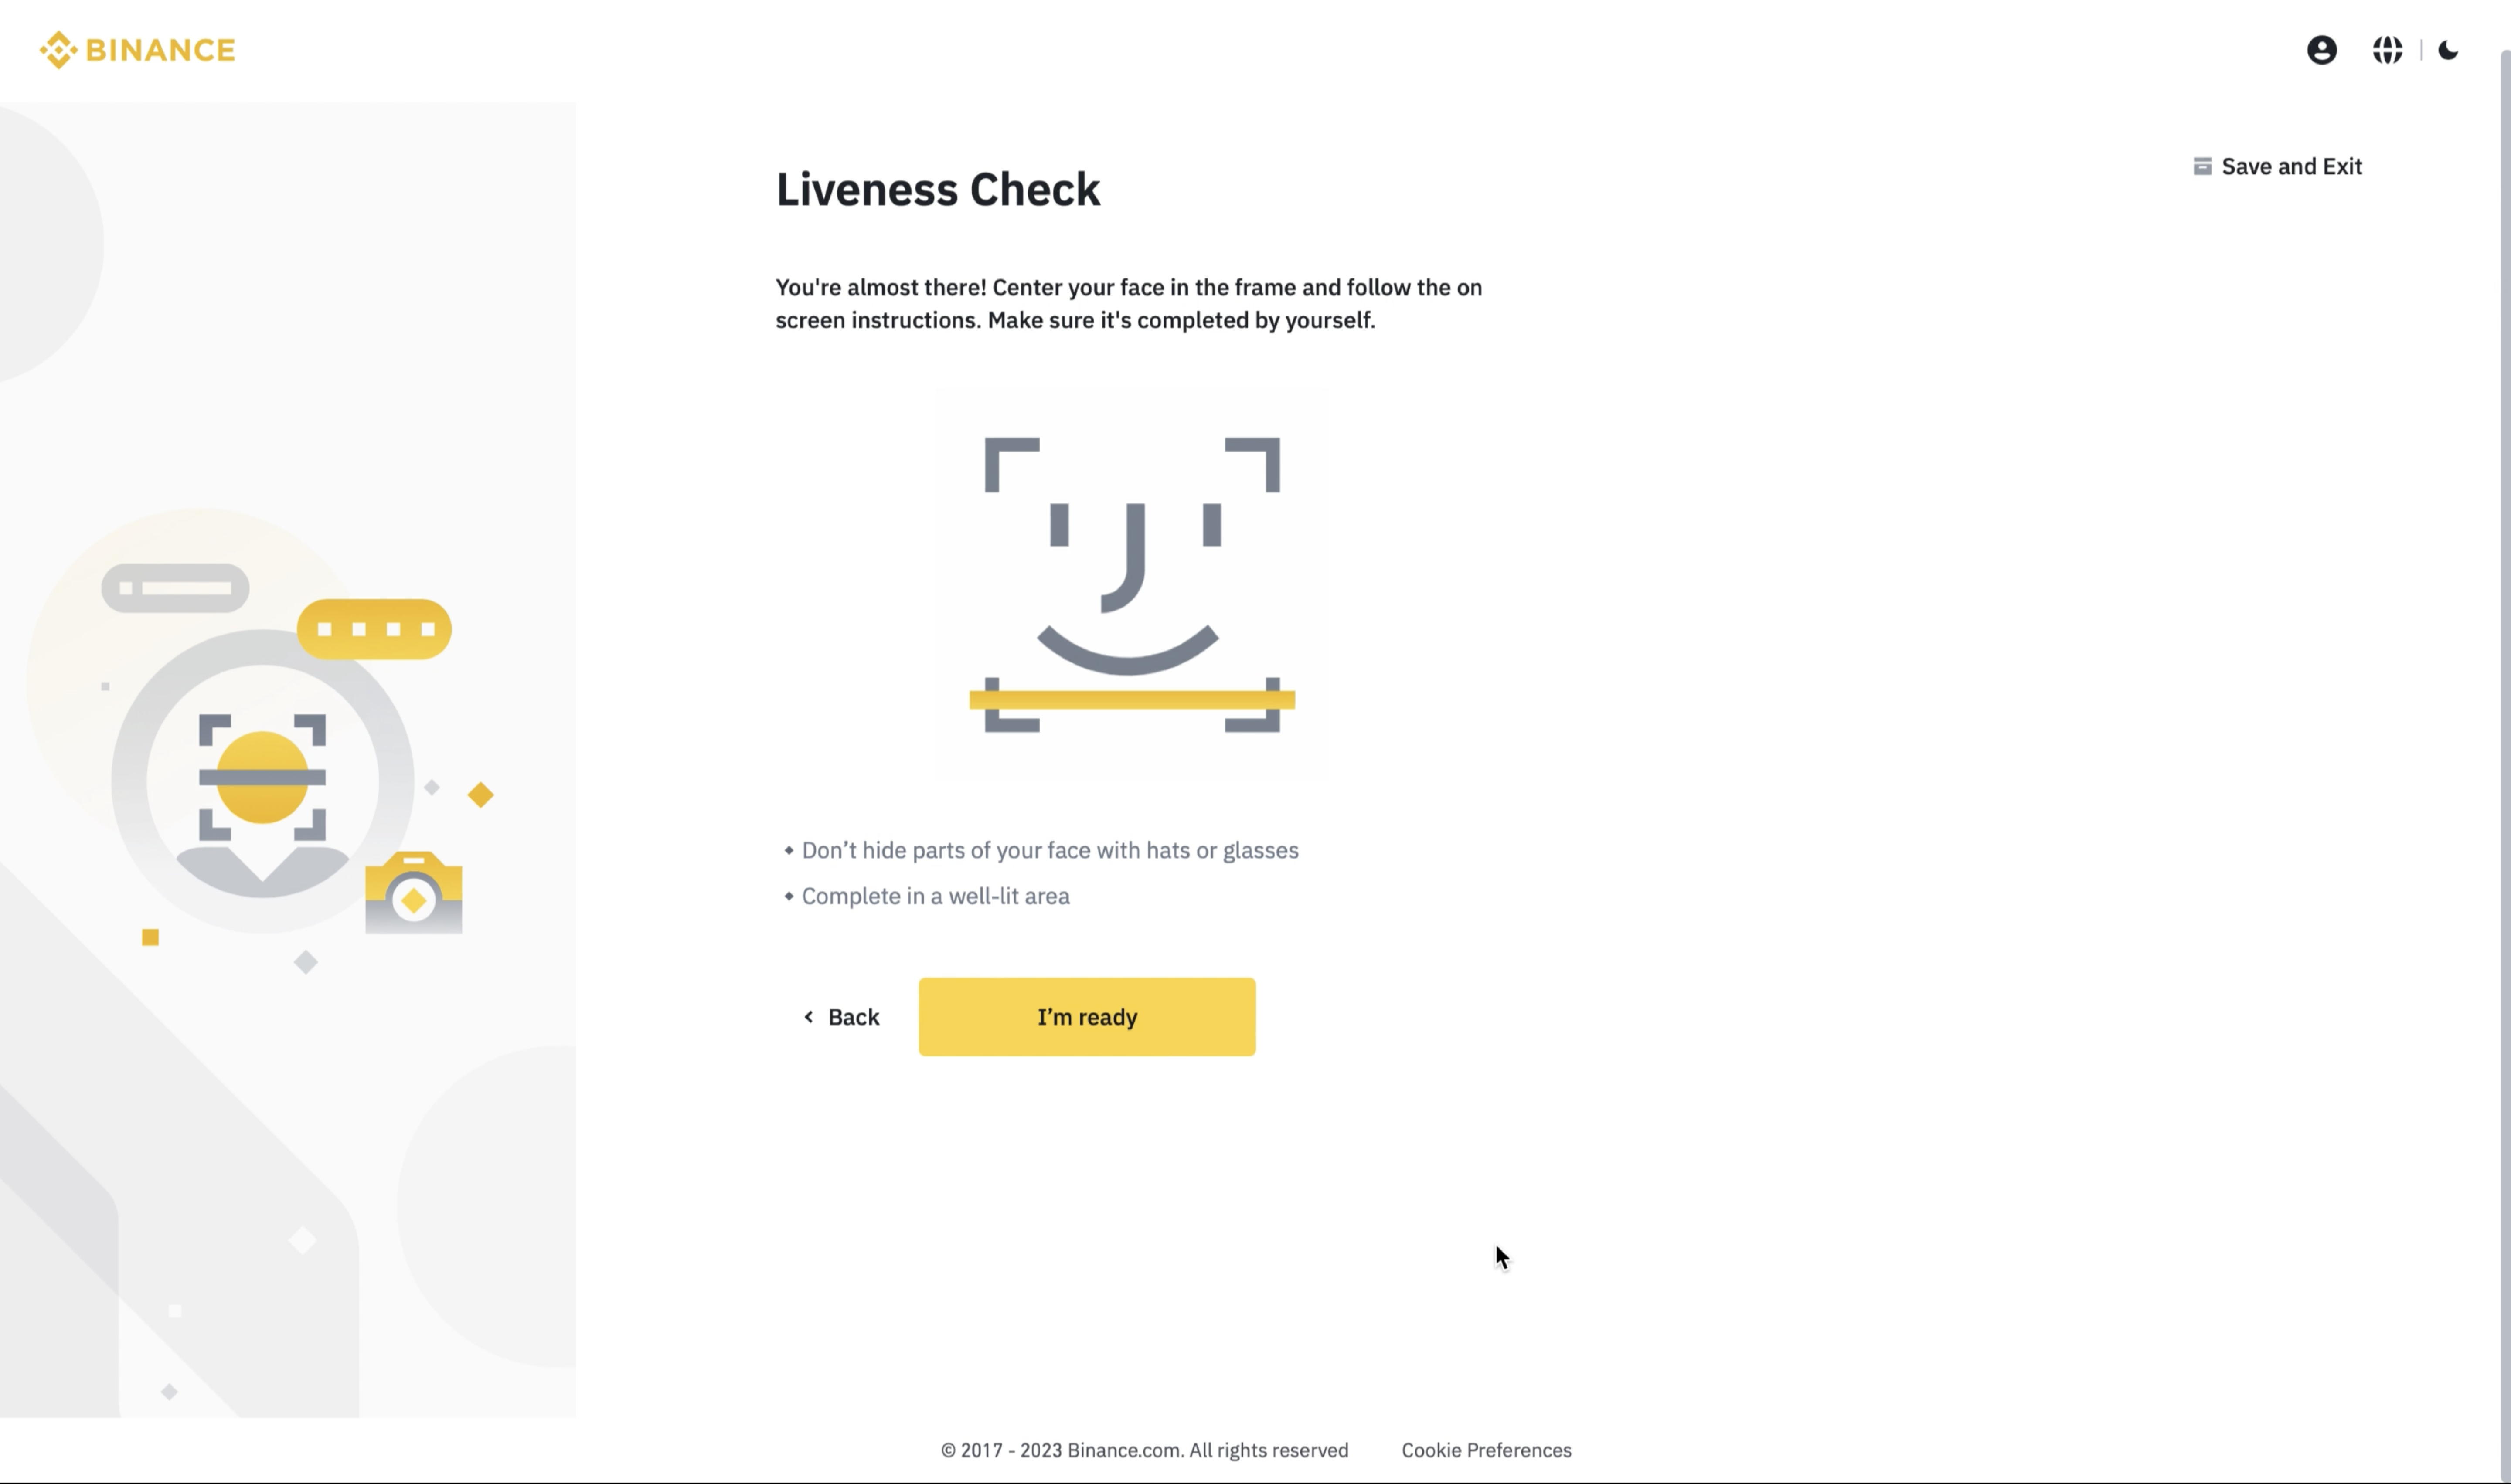 BINANCE
Save and Exit
Liveness Check
You're almost there! Center your face in the frame and follow the on
screen instructions. Make sure it's completed by yourself.
Don’t hide parts of your face with hats or glasses
Complete in a well-lit area
Back
I’m ready
© 2017 - 2023 Binance.com. All rights reserved
Cookie Preferences